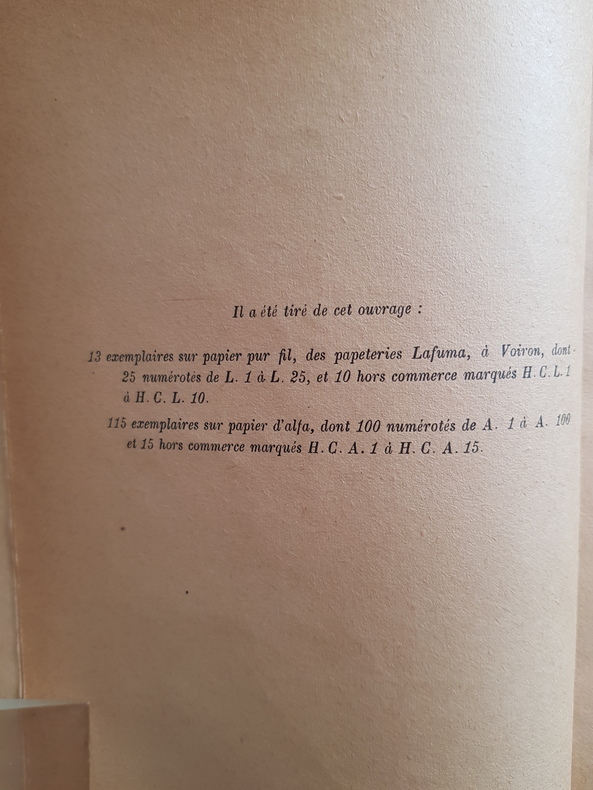 Il a été tiré de cet ouvrage :
13 exemplaires sur papier pur fil, des papeteries Lafuma, à Voiron, dont
25 numérotés de L. 1 à L. 25, et 10 hors commerce marqués H. C. L. 1
à H. C. L. 10.
115 exemplaires sur papier d'alfa, dont 100 numérotés de A. 1 à A. 100
et 15 hors commerce marqués H. C. A. 1 à H. C. A. 15.